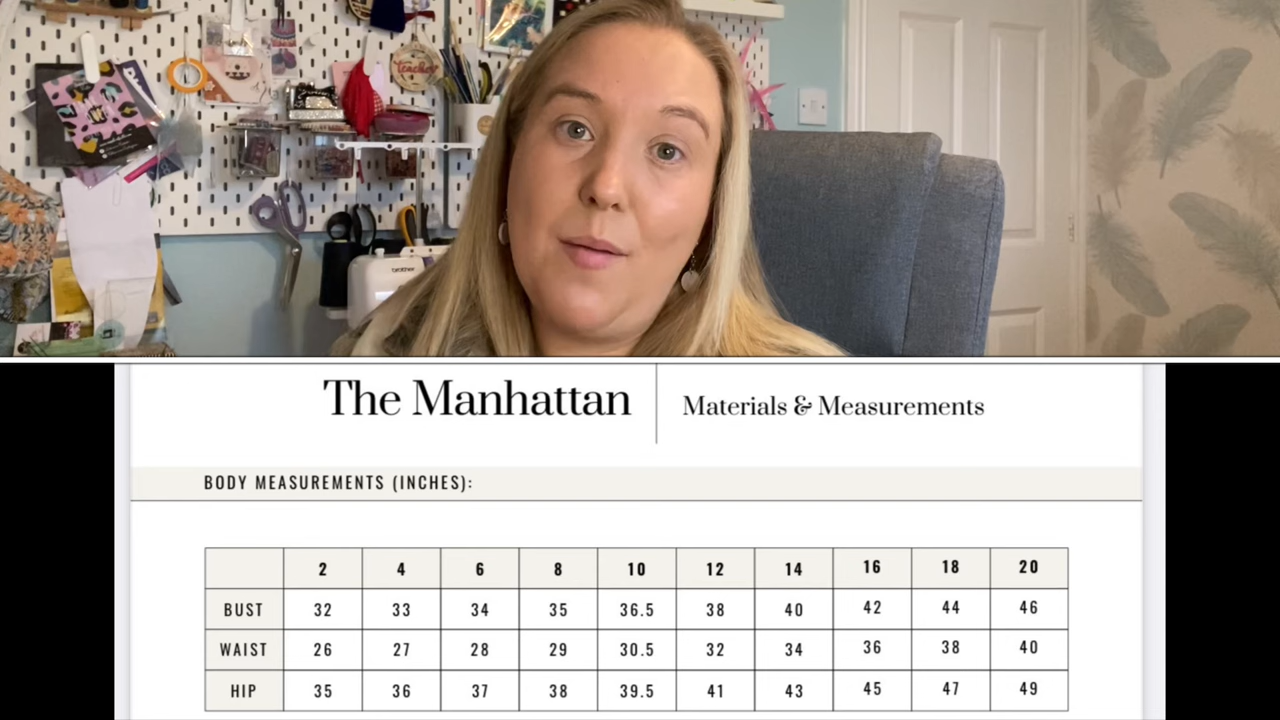 Teacher
brother
The Manhattan
Materials & Measurements
BODY MEASUREMENTS (INCHES):
2 4 6 8 10 12 14 16 18 20
BUST 32 33 34 35 36.5 38 40 42 44 46
WAIST 26 27 28 29 30.5 32 34 36 38 40
HIP 35 36 37 38 39.5 41 43 45 47 49